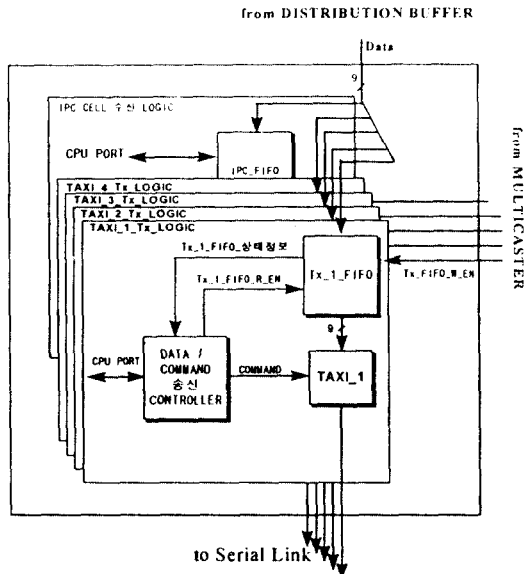 from DISTRIBUTION BUFFER
Data
9
IPC CELL 수신 LOGIC
CPU PORT
IPC_FIFO
from MULTICASTER
TAXI_4_Tx_LOGIC
TAXI_3_Tx_LOGIC
TAXI_2_Tx_LOGIC
TAXI_1_Tx_LOGIC
Tx_1_FIFO_상태정보
Tx_1_FIFO
Tx_FIFO_W_EN
Tx_1_FIFO_R_EN
9
CPU PORT
DATA /
COMMAND
송신
CONTROLLER
COMMAND
TAXI_1
to Serial Link